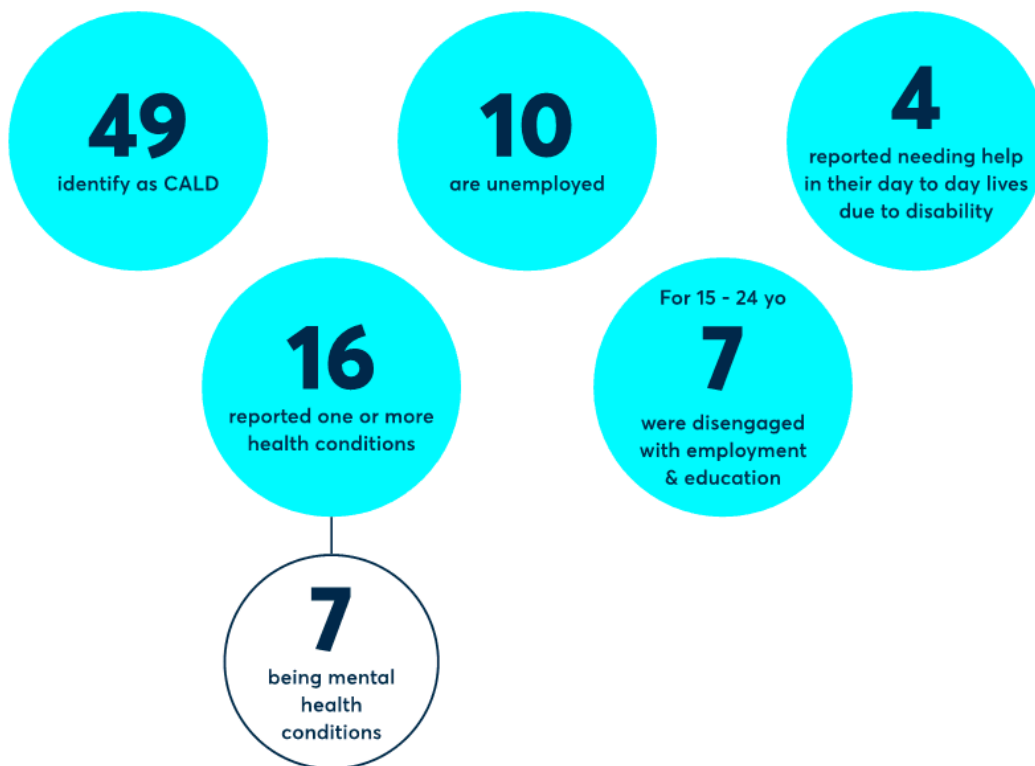 49
identify as CALD
10
are unemployed
4
reported needing help
in their day to day lives
due to disability
16
reported one or more
health conditions
For 15 - 24 yo
7
were disengaged
with employment
& education
7
being mental
health
conditions